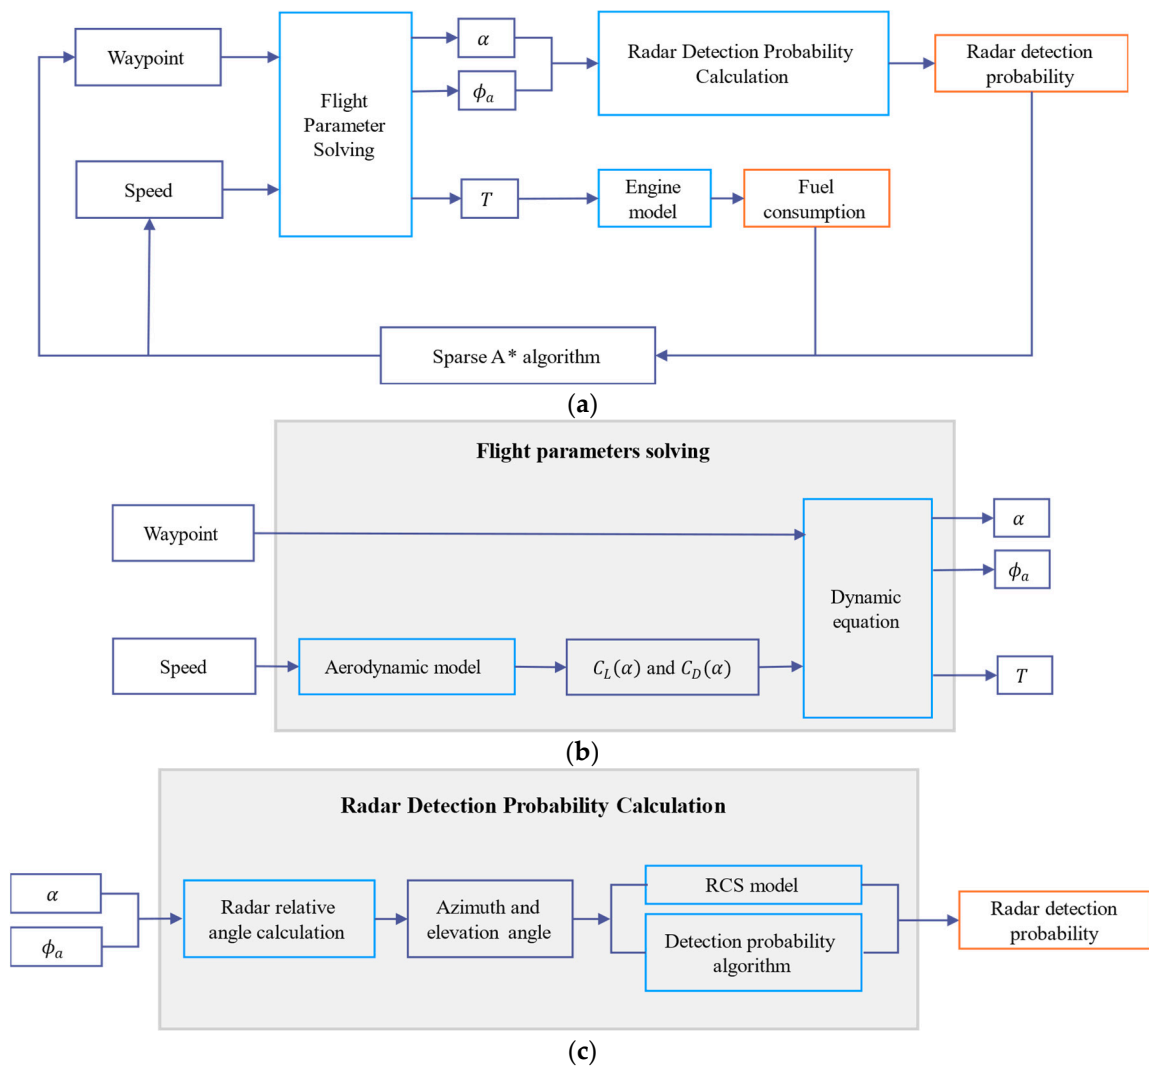 Waypoint
Speed
Flight
Parameter
Solving
α
ϕₐ
T
Radar Detection Probability
Calculation
Radar detection
probability
Engine
model
Fuel
consumption
Sparse A* algorithm
(a)
Flight parameters solving
Waypoint
Speed
Aerodynamic model
C_L(α) and C_D(α)
Dynamic
equation
α
ϕₐ
T
(b)
Radar Detection Probability Calculation
α
ϕₐ
Radar relative
angle calculation
Azimuth and
elevation angle
RCS model
Detection probability
algorithm
Radar detection
probability
(c)